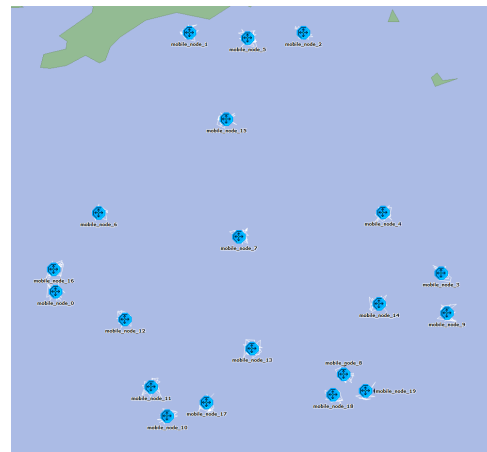 mobile_node_1
mobile_node_5
mobile_node_2
mobile_node_15
mobile_node_6
mobile_node_4
mobile_node_7
mobile_node_16
mobile_node_3
mobile_node_0
mobile_node_14
mobile_node_9
mobile_node_12
mobile_node_13
mobile_node_8
mobile_node_11
mobile_node_19
mobile_node_18
mobile_node_17
mobile_node_10